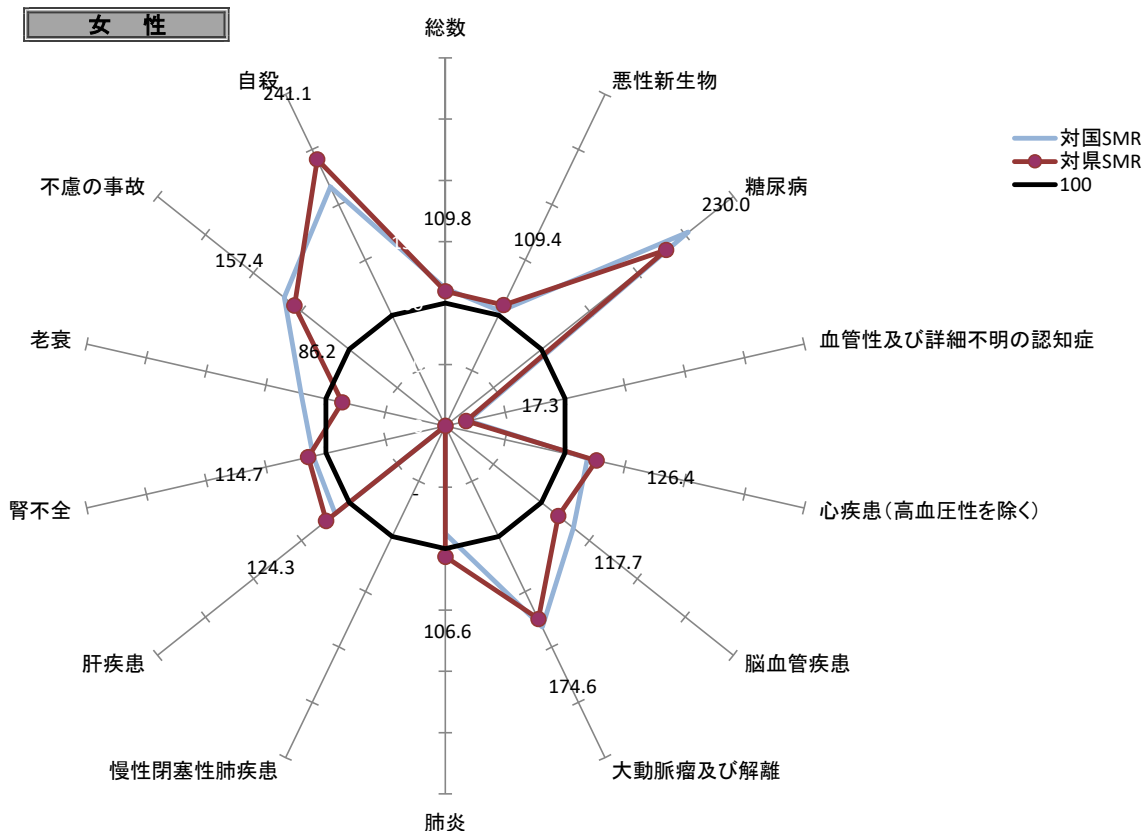 女 性
総数
悪性新生物
糖尿病
血管性及び詳細不明の認知症
心疾患(高血圧性を除く)
脳血管疾患
大動脈瘤及び解離
肺炎
慢性閉塞性肺疾患
肝疾患
腎不全
老衰
不慮の事故
自殺
109.8
109.4
230.0
17.3
126.4
117.7
174.6
106.6
-
124.3
114.7
86.2
157.4
241.1
対国SMR
対県SMR
100